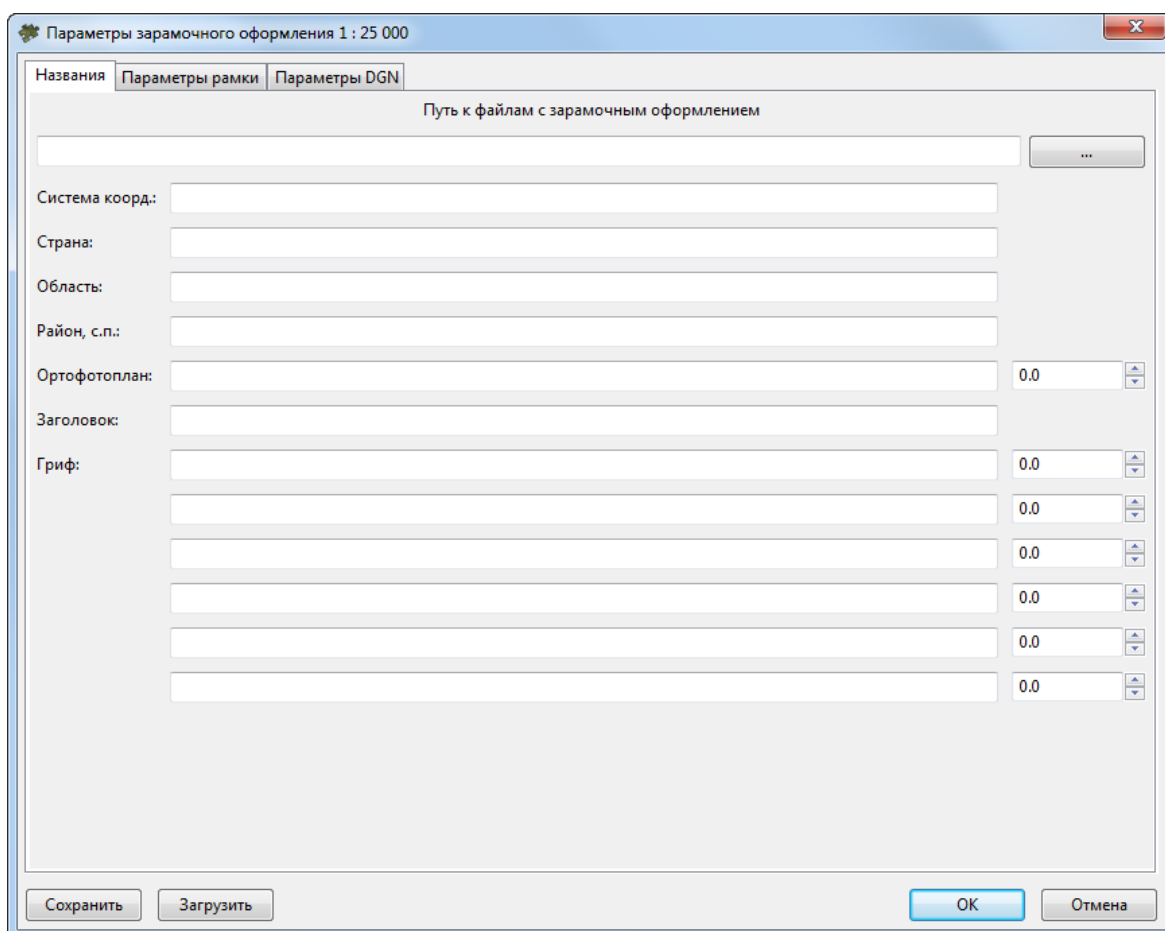 Параметры зарамочного оформления 1 : 25 000
Названия Параметры рамки Параметры DGN
Путь к файлам с зарамочным оформлением
...
Система коорд.:
Страна:
Область:
Район, с.п.:
Ортофотоплан: 0.0
Заголовок:
Гриф: 0.0
0.0
0.0
0.0
0.0
0.0
Сохранить Загрузить OK Отмена